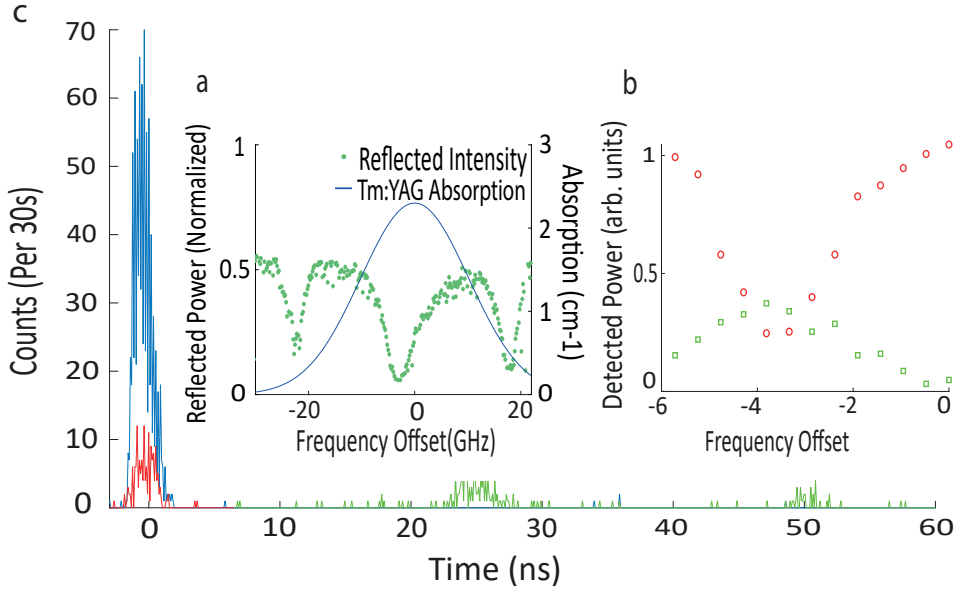 c
Counts (Per 30s)
70
60
50
40
30
20
10
0
0
10
20
30
40
50
60
Time (ns)
a
Reflected Power (Normalized)
1
0.5
0
Reflected Intensity
Tm:YAG Absorption
3
2
1
0
Absorption (cm-1)
-20
0
20
Frequency Offset(GHz)
b
Detected Power (arb. units)
1
0.5
0
-6
-4
-2
0
Frequency Offset